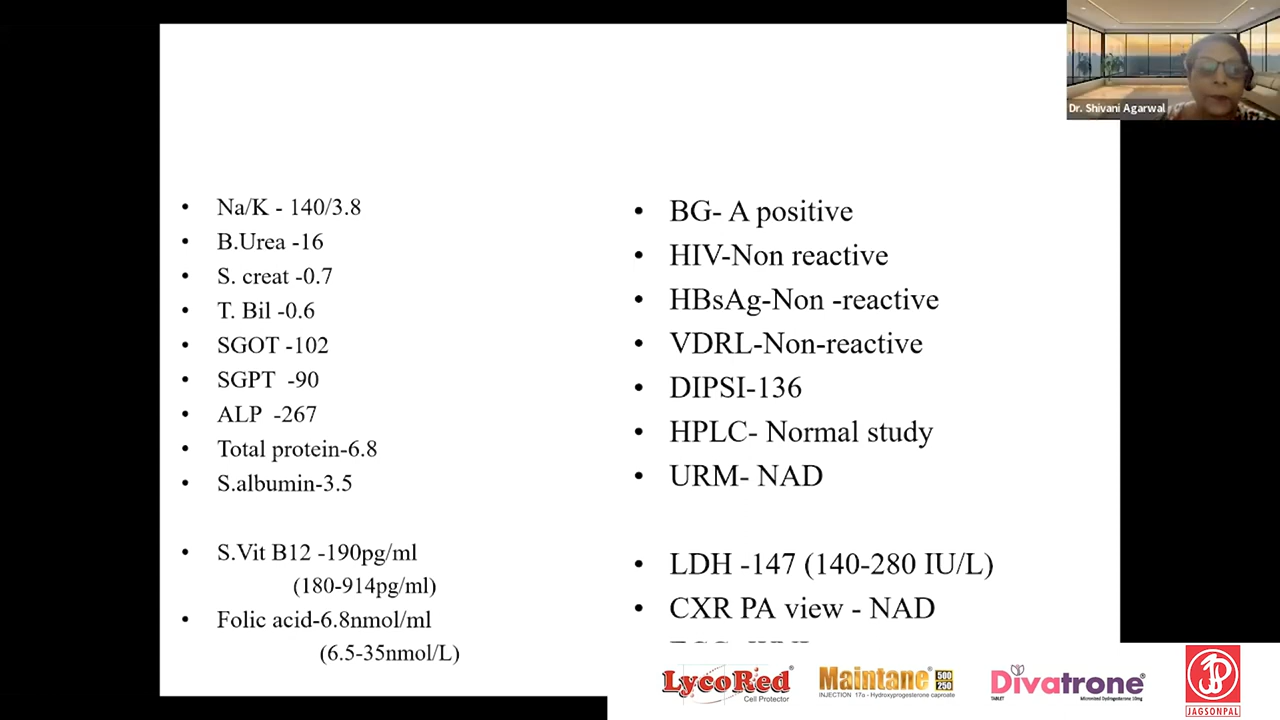 Dr. Shivani Agarwal
• Na/K - 140/3.8
• B.Urea -16
• S. creat -0.7
• T. Bil -0.6
• SGOT -102
• SGPT -90
• ALP -267
• Total protein-6.8
• S.albumin-3.5
• S.Vit B12 -190pg/ml
(180-914pg/ml)
• Folic acid-6.8nmol/ml
(6.5-35nmol/L)
• BG- A positive
• HIV-Non reactive
• HBsAg-Non -reactive
• VDRL-Non-reactive
• DIPSI-136
• HPLC- Normal study
• URM- NAD
• LDH -147 (140-280 IU/L)
• CXR PA view - NAD
LycoRed®
Cell Protector
Maintane® 500 250
INJECTION 17α - Hydroxyprogesterone caproate
Divatrone®
TABLET Micronised Dydrogesterone 10mg
JAGSONPAL